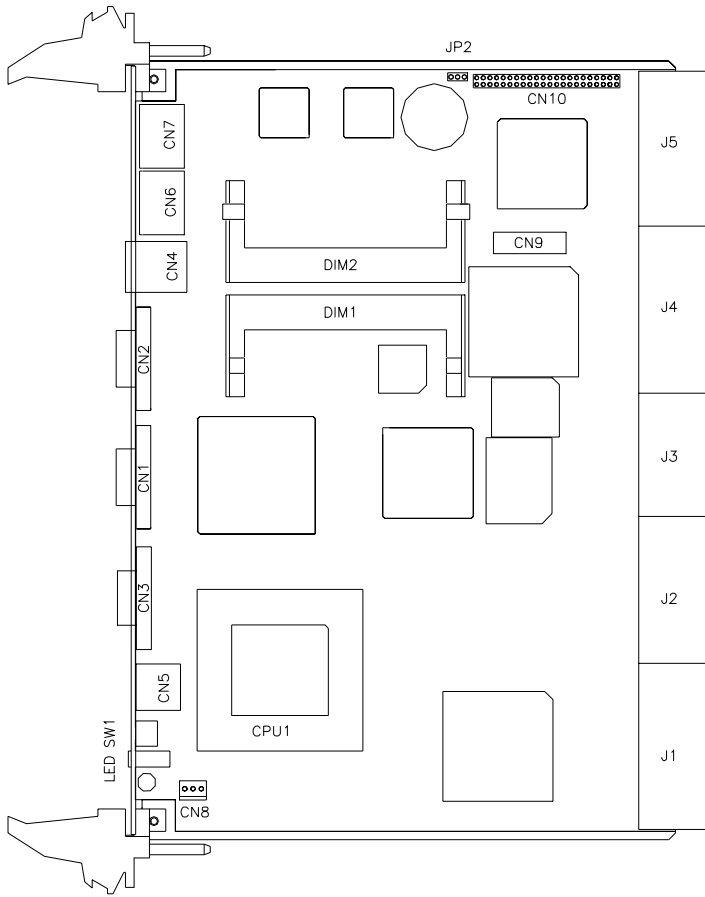 JP2
CN10
CN7
J5
CN6
CN9
CN4
DIM2
J4
DIM1
CN2
J3
CN1
CN3
J2
CN5
CPU1
LED SW1
J1
CN8